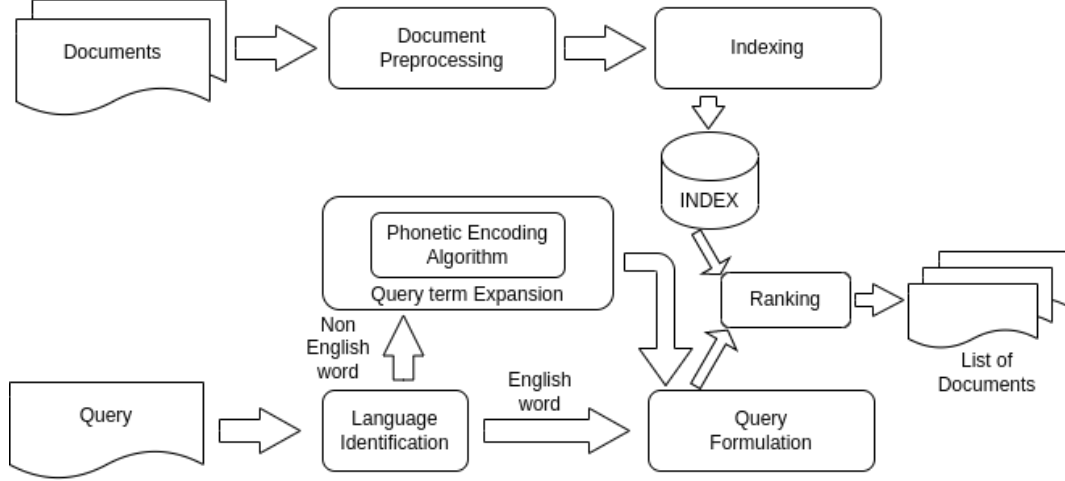 Documents
Document
Preprocessing
Indexing
INDEX
Phonetic Encoding
Algorithm
Query term Expansion
Ranking
List of
Documents
Non
English
word
English
word
Query
Language
Identification
Query
Formulation